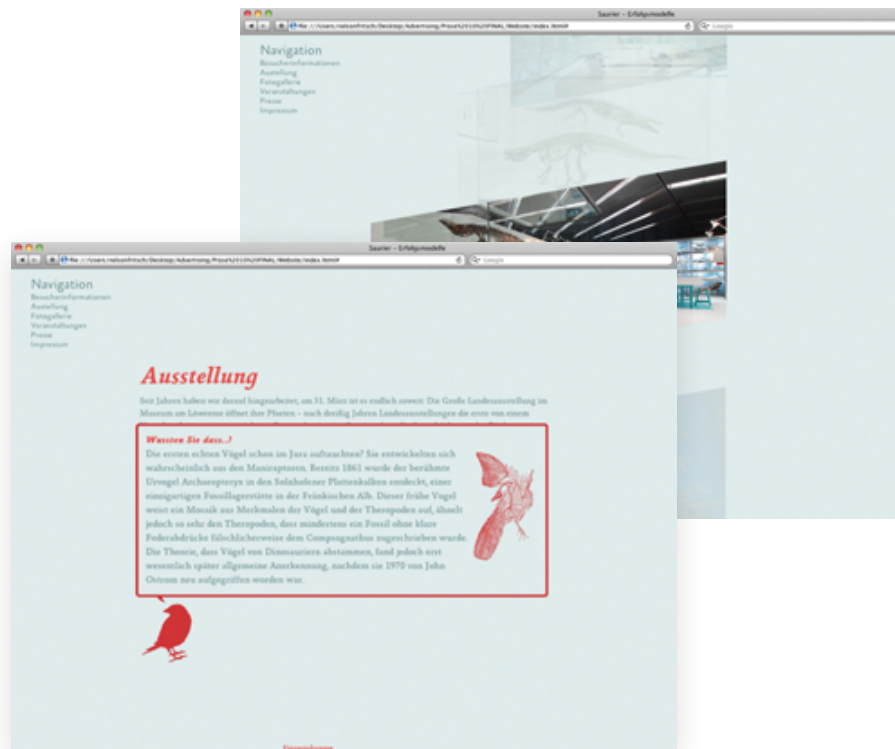 Saurier – Erfolgsmodelle
Google
Navigation
Besucherinformationen
Austellung
Fotogallerie
Veranstaltungen
Presse
Impressum
Saurier – Erfolgsmodelle
Google
Navigation
Besucherinformationen
Austellung
Fotogallerie
Veranstaltungen
Presse
Impressum
Ausstellung
Seit Jahren haben wir darauf hingearbeitet, am 31. März ist es endlich soweit: Die Große Landesausstellung im
Museum am Löwentor öffnet ihre Pforten – nach dreißig Jahren Landesausstellungen die erste von einem
Wussten Sie dass..?
Die ersten echten Vögel schon im Jura auftauchten? Sie entwickelten sich
wahrscheinlich aus den Maniraptoren. Bereits 1861 wurde der berühmte
Urvogel Archaeopteryx in den Solnhofener Plattenkalken entdeckt, einer
einzigartigen Fossillagerstätte in der Fränkischen Alb. Dieser frühe Vogel
weist ein Mosaik aus Merkmalen der Vögel und der Theropoden auf, ähnelt
jedoch so sehr den Theropoden, dass mindertens ein Fossil ohne klare
Federabdrücke fälschlicherweise dem Compsognathus zugeschrieben wurde.
Die Theorie, dass Vögel von Dinosauriern abstammen, fand jedoch erst
wesentlich später allgemeine Anerkennung, nachdem sie 1970 von John
Ostrom neu aufgegriffen worden war.